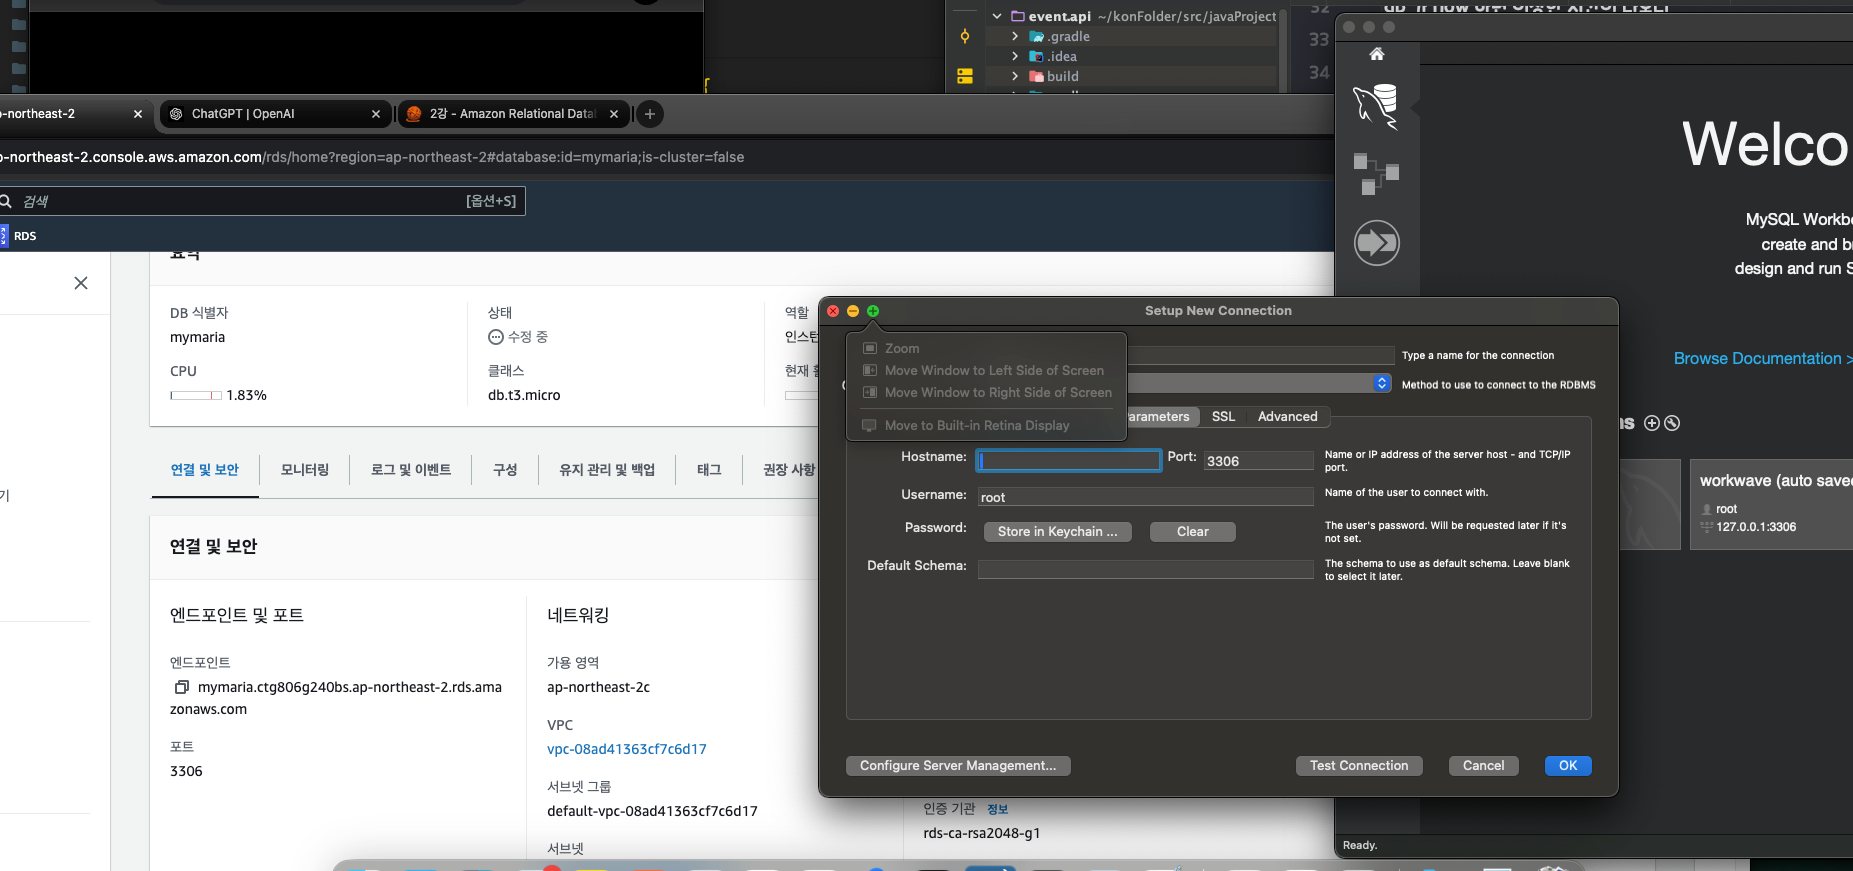 event.api ~/konFolder/src/javaProject
.gradle
.idea
build
32
33
34
p-northeast-2
ChatGPT | OpenAI
2강 - Amazon Relational Data
p-northeast-2.console.aws.amazon.com/rds/home?region=ap-northeast-2#database:id=mymaria;is-cluster=false
검색
[옵션+S]
RDS
요약
DB 식별자
mymaria
CPU
1.83%
상태
수정 중
클래스
db.t3.micro
역할
인스턴
현재 활
연결 및 보안
모니터링
로그 및 이벤트
구성
유지 관리 및 백업
태그
권장 사항
기
연결 및 보안
엔드포인트 및 포트
엔드포인트
mymaria.ctg806g240bs.ap-northeast-2.rds.ama
zonaws.com
포트
3306
네트워킹
가용 영역
ap-northeast-2c
VPC
vpc-08ad41363cf7c6d17
서브넷 그룹
default-vpc-08ad41363cf7c6d17
서브넷
인증 기관 정보
rds-ca-rsa2048-g1
Setup New Connection
Zoom
Move Window to Left Side of Screen
Move Window to Right Side of Screen
Move to Built-in Retina Display
Type a name for the connection
Method to use to connect to the RDBMS
arameters
SSL
Advanced
Hostname:
Port:
3306
Name or IP address of the server host - and TCP/IP
port.
Username:
root
Name of the user to connect with.
Password:
Store in Keychain ...
Clear
The user's password. Will be requested later if it's
not set.
Default Schema:
The schema to use as default schema. Leave blank
to select it later.
Configure Server Management...
Test Connection
Cancel
OK
Welco
MySQL Workbe
create and br
design and run S
Browse Documentation >
ns
workwave (auto save
root
127.0.0.1:3306
Ready.